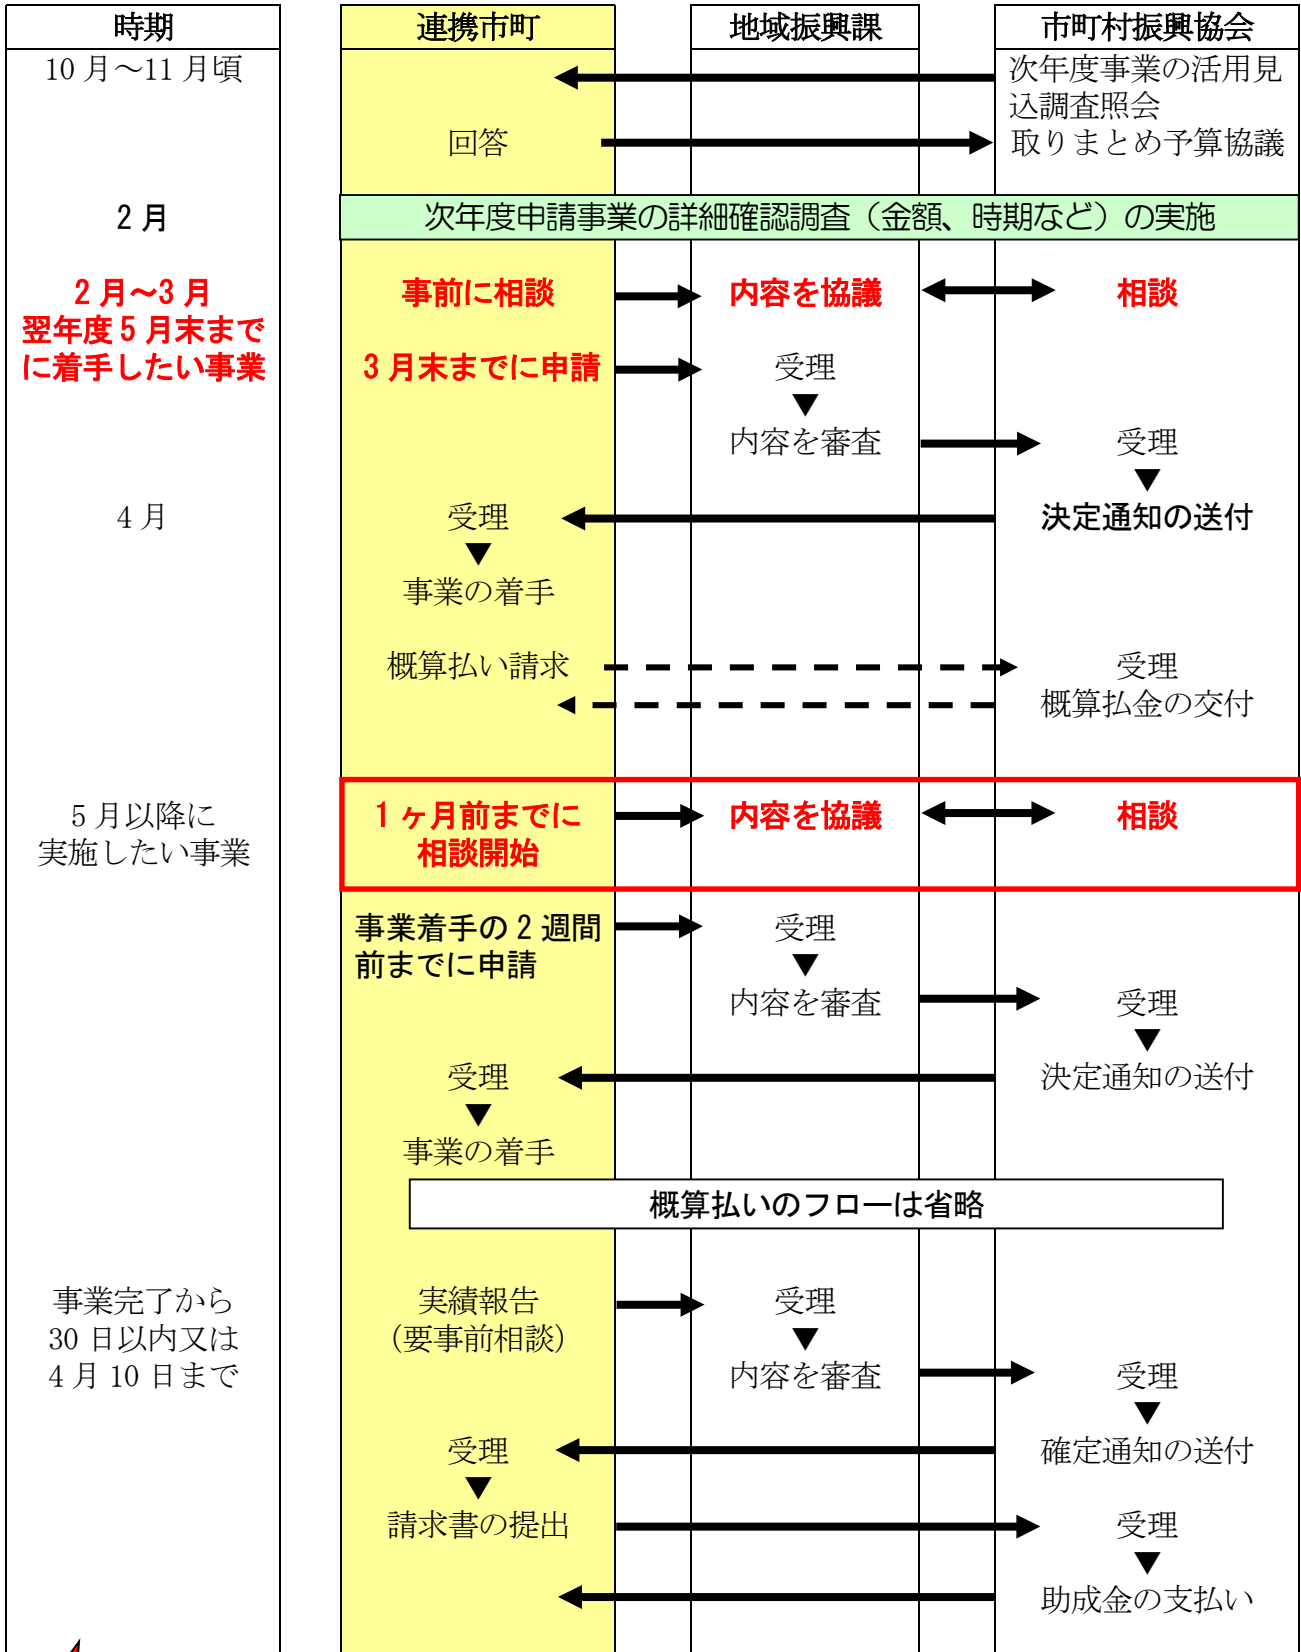 時期
連携市町
地域振興課
市町村振興協会
10月～11月頃
次年度事業の活用見
込調査照会
回答
取りまとめ予算協議
2月
次年度申請事業の詳細確認調査（金額、時期など）の実施
2月～3月
翌年度5月末まで
に着手したい事業
事前に相談
内容を協議
相談
3月末までに申請
受理
▼
内容を審査
受理
▼
4月
受理
決定通知の送付
▼
事業の着手
概算払い請求
受理
概算払金の交付
5月以降に
実施したい事業
1ヶ月前までに
相談開始
内容を協議
相談
事業着手の2週間
前までに申請
受理
▼
内容を審査
受理
▼
受理
決定通知の送付
▼
事業の着手
概算払いのフローは省略
事業完了から
30日以内又は
4月10日まで
実績報告
（要事前相談）
受理
▼
内容を審査
受理
▼
受理
確定通知の送付
▼
請求書の提出
受理
▼
助成金の支払い